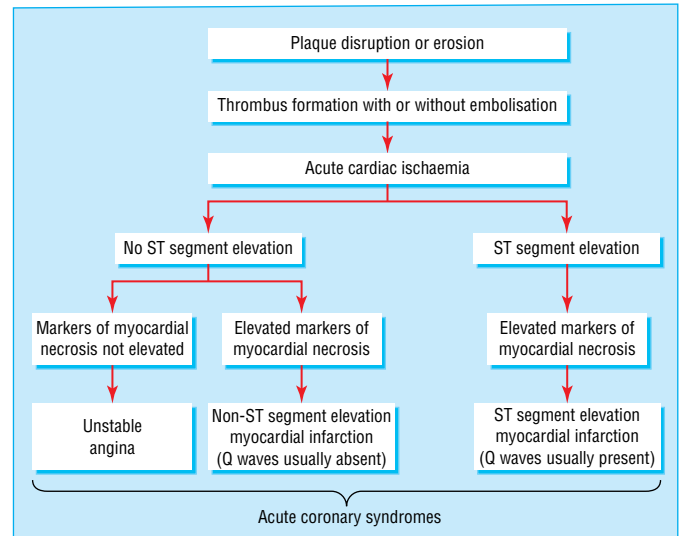 Plaque disruption or erosion
Thrombus formation with or without embolisation
Acute cardiac ischaemia
No ST segment elevation
ST segment elevation
Markers of myocardial
necrosis not elevated
Elevated markers of
myocardial necrosis
Elevated markers of
myocardial necrosis
Unstable
angina
Non-ST segment elevation
myocardial infarction
(Q waves usually absent)
ST segment elevation
myocardial infarction
(Q waves usually present)
Acute coronary syndromes